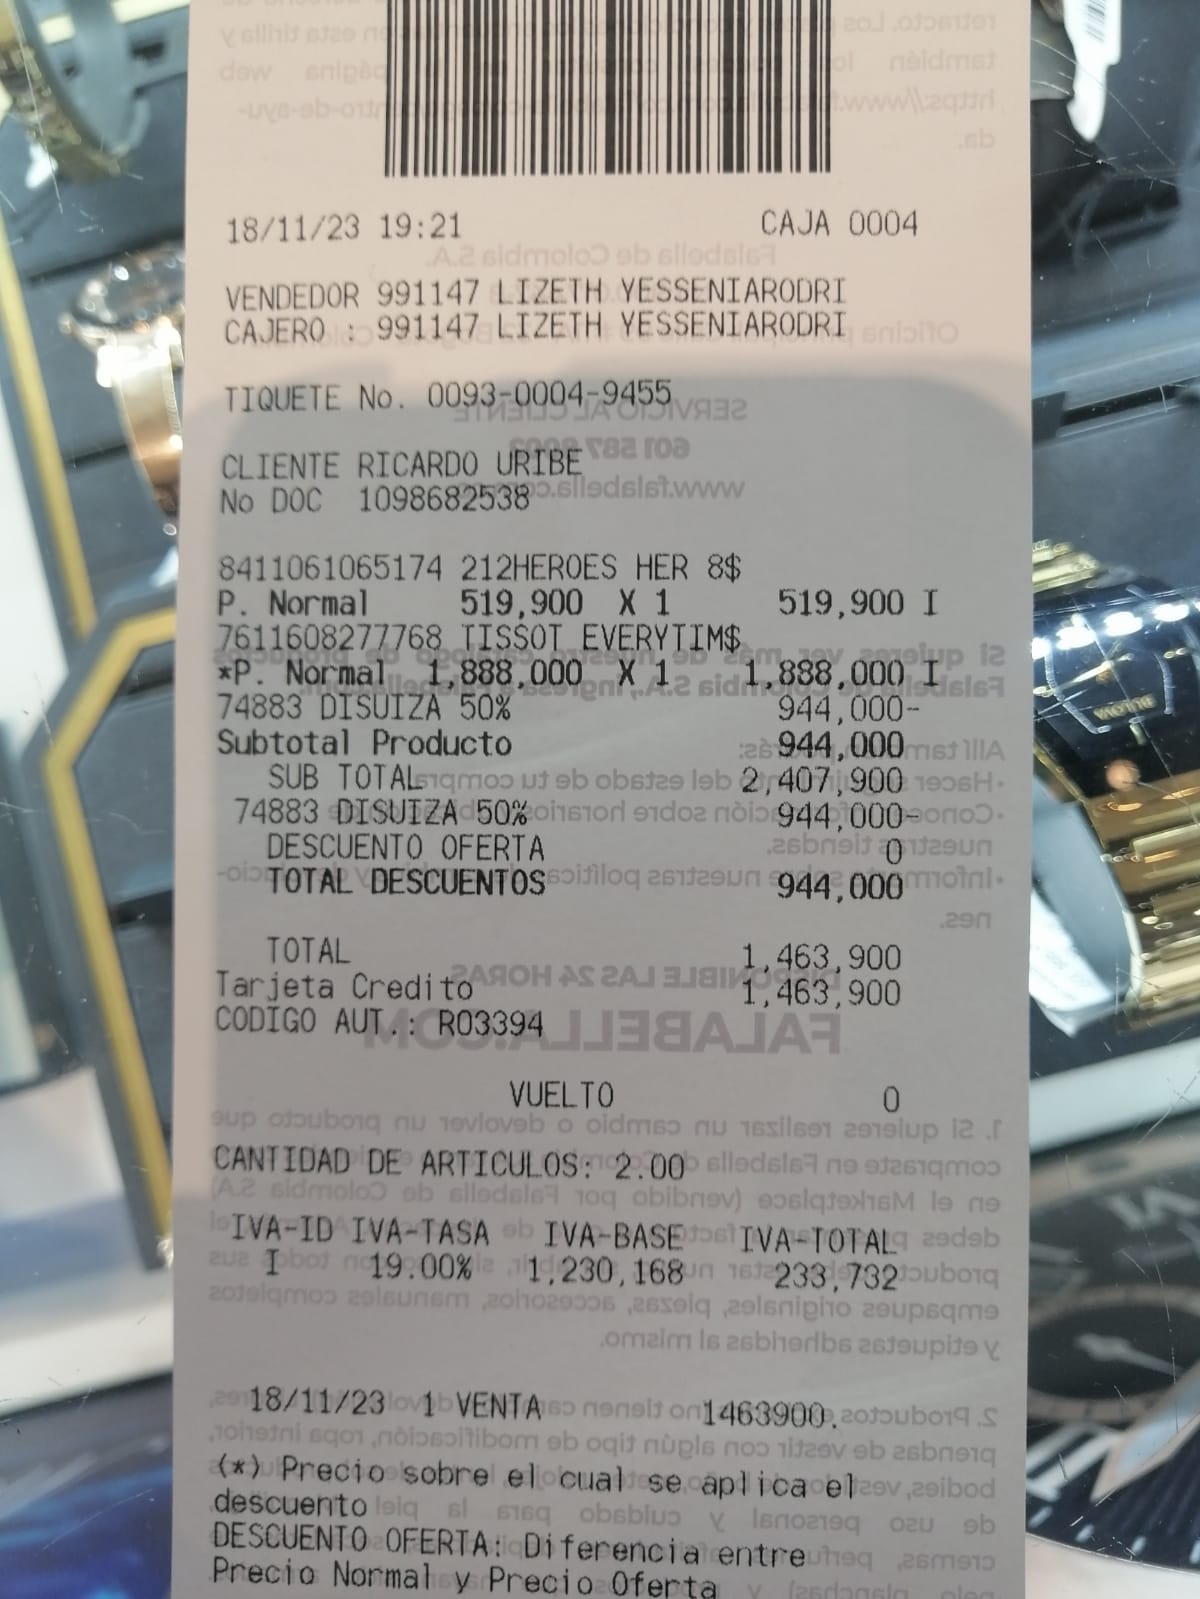 18/11/23 19:21 CAJA 0004
VENDEDOR 991147 LIZETH YESSENIARODRI
CAJERO : 991147 LIZETH YESSENIARODRI
TIQUETE No. 0093-0004-9455
CLIENTE RICARDO URIBE
No DOC 1098682538
8411061065174 212HEROES HER 8$
P. Normal 519,900 X 1 519,900 I
7611608277768 TISSOT EVERYTIM$
*P. Normal 1,888,000 X 1 1,888,000 I
74883 DISUIZA 50% 944,000-
Subtotal Producto 944,000
SUB TOTAL 2,407,900
74883 DISUIZA 50% 944,000-
DESCUENTO OFERTA 0
TOTAL DESCUENTOS 944,000
TOTAL 1,463,900
Tarjeta Credito 1,463,900
CODIGO AUT.: R03394
VUELTO 0
CANTIDAD DE ARTICULOS: 2.00
IVA-ID IVA-TASA IVA-BASE IVA-TOTAL
I 19.00% 1,230,168 233,732
18/11/23 1 VENTA 1463900.
(*) Precio sobre el cual se aplica el
descuento
DESCUENTO OFERTA: Diferencia entre
Precio Normal y Precio Oferta